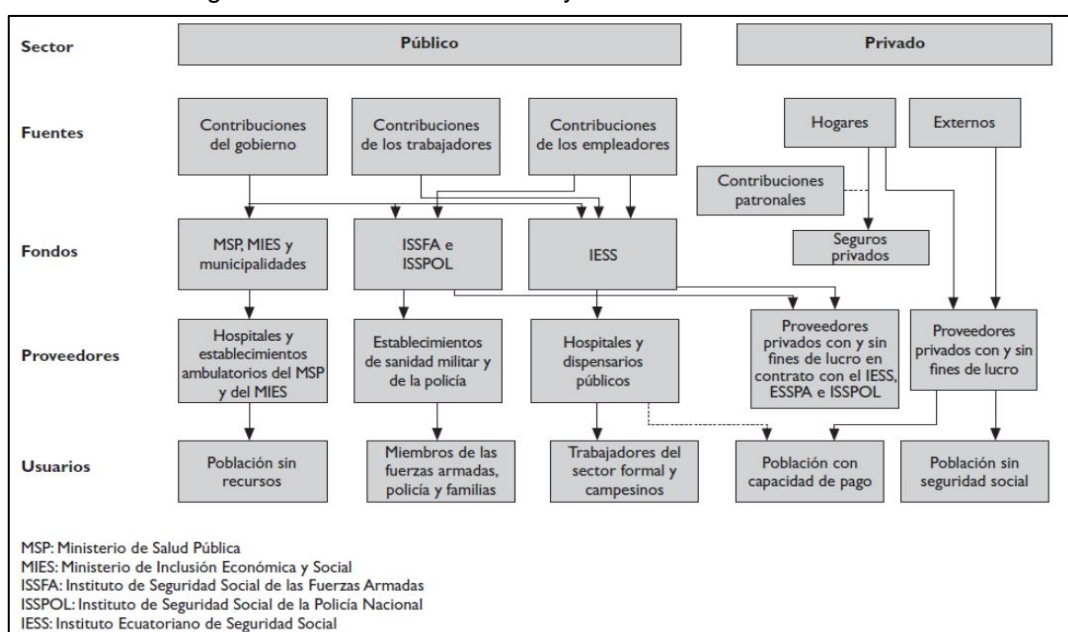 Sector
Público
Privado
Fuentes
Contribuciones
del gobierno
Contribuciones
de los trabajadores
Contribuciones
de los empleadores
Hogares
Externos
Contribuciones
patronales
Seguros
privados
Fondos
MSP, MIES y
municipalidades
ISSFA e
ISSPOL
IESS
Proveedores
Hospitales y
establecimientos
ambulatorios del MSP
y del MIES
Establecimientos
de sanidad militar y
de la policía
Hospitales y
dispensarios
públicos
Proveedores
privados con y sin
fines de lucro en
contrato con el IESS,
ESSPA e ISSPOL
Proveedores
privados con y sin
fines de lucro
Usuarios
Población sin
recursos
Miembros de las
fuerzas armadas,
policía y familias
Trabajadores del
sector formal y
campesinos
Población con
capacidad de pago
Población sin
seguridad social
MSP: Ministerio de Salud Pública
MIES: Ministerio de Inclusión Económica y Social
ISSFA: Instituto de Seguridad Social de las Fuerzas Armadas
ISSPOL: Instituto de Seguridad Social de la Policía Nacional
IESS: Instituto Ecuatoriano de Seguridad Social